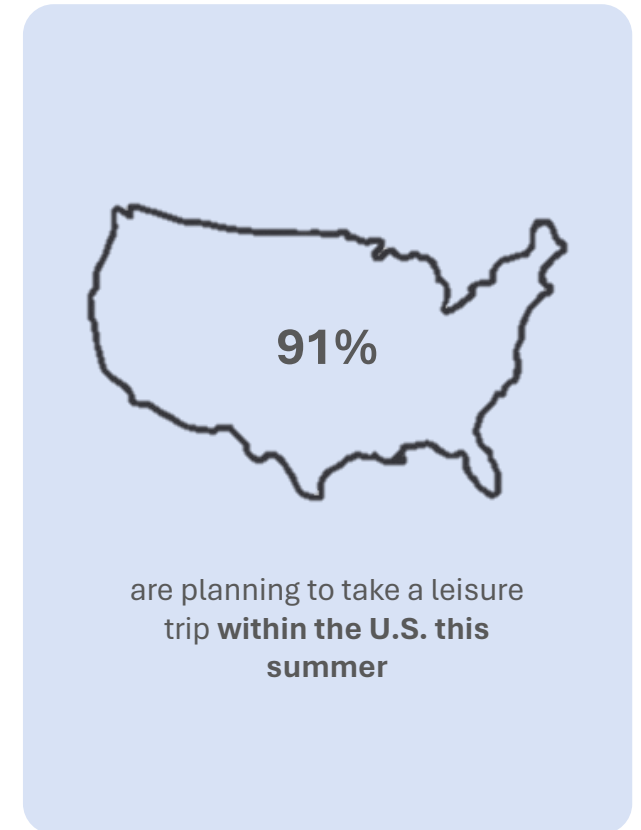 91%
are planning to take a leisure
trip within the U.S. this
summer